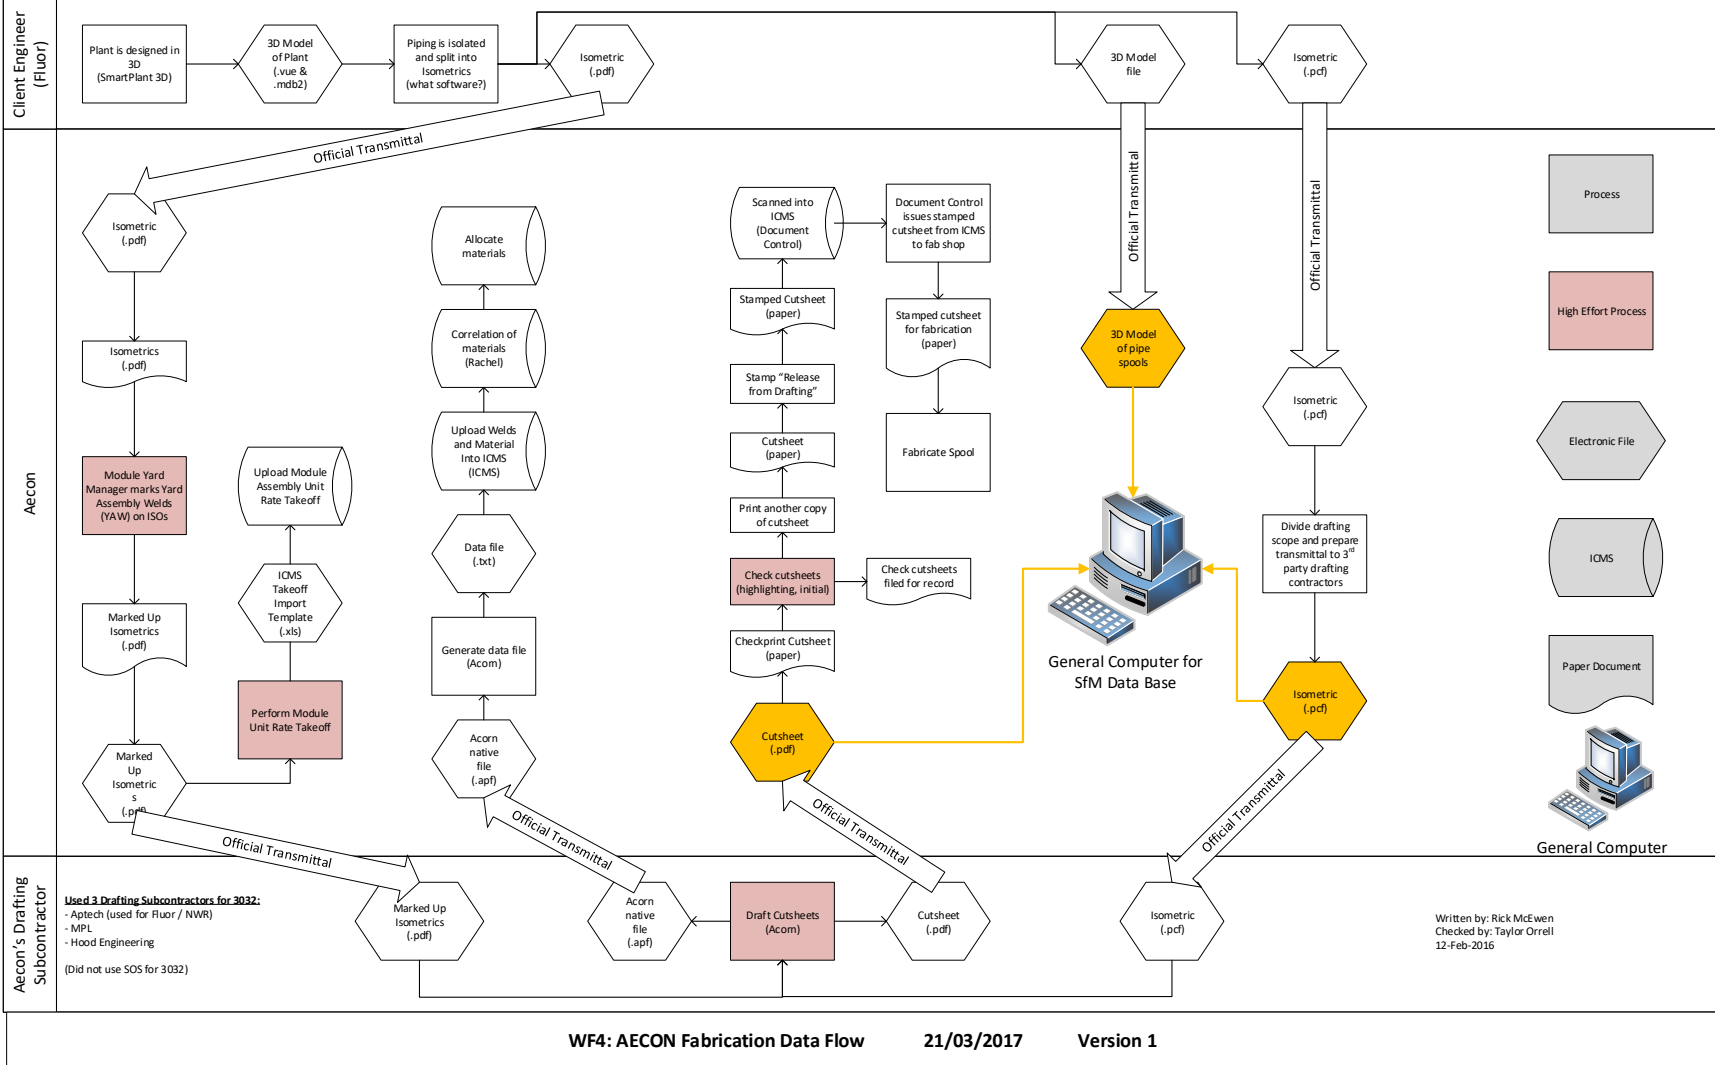 Client Engineer
(Fluor)
Plant is designed in
3D
(SmartPlant 3D)
3D Model
of Plant
(.vue &
.mdb2)
Piping is isolated
and split into
Isometrics
(what software?)
Isometric
(.pdf)
3D Model
file
Isometric
(.pcf)
Official Transmittal
Official Transmittal
Official Transmittal
Aecon
Isometric
(.pdf)
Isometrics
(.pdf)
Module Yard
Manager marks Yard
Assembly Welds
(YAW) on ISOs
Marked Up
Isometrics
(.pdf)
Marked
Up
Isometric
s
(.pdf)
Upload Module
Assembly Unit
Rate Takeoff
ICMS
Takeoff
Import
Template
(.xls)
Perform Module
Unit Rate Takeoff
Allocate
materials
Correlation of
materials
(Rachel)
Upload Welds
and Material
Into ICMS
(ICMS)
Data file
(.txt)
Generate data file
(Acorn)
Acorn
native
file
(.apf)
Scanned into
ICMS
(Document
Control)
Stamped Cutsheet
(paper)
Stamp “Release
from Drafting”
Cutsheet
(paper)
Print another copy
of cutsheet
Check cutsheets
(highlighting, initial)
Checkprint Cutsheet
(paper)
Cutsheet
(.pdf)
Document Control
issues stamped
cutsheet from ICMS
to fab shop
Stamped cutsheet
for fabrication
(paper)
Fabricate Spool
Check cutsheets
filed for record
3D Model
of pipe
spools
General Computer for
SfM Data Base
Isometric
(.pcf)
Divide drafting
scope and prepare
transmittal to 3rd
party drafting
contractors
Isometric
(.pcf)
Process
High Effort Process
Electronic File
ICMS
Paper Document
General Computer
Official Transmittal
Official Transmittal
Official Transmittal
Official Transmittal
Aecon’s Drafting
Subcontractor
Used 3 Drafting Subcontractors for 3032:
- Aptech (used for Fluor / NWR)
- MPL
- Hood Engineering
(Did not use SOS for 3032)
Marked Up
Isometrics
(.pdf)
Acorn
native
file
(.apf)
Draft Cutsheets
(Acorn)
Cutsheet
(.pdf)
Isometric
(.pcf)
Written by: Rick McEwen
Checked by: Taylor Orrell
12-Feb-2016
WF4: AECON Fabrication Data Flow 21/03/2017 Version 1